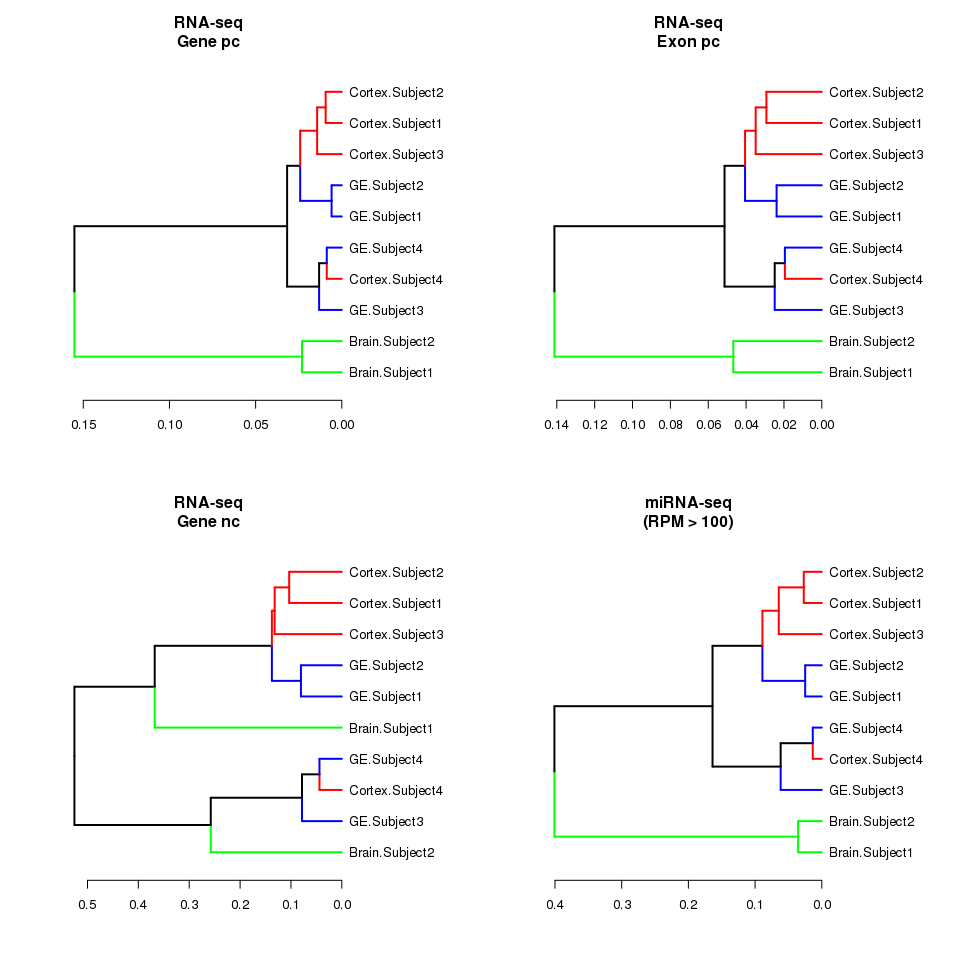 RNA-seq
Gene pc
Cortex.Subject2
Cortex.Subject1
Cortex.Subject3
GE.Subject2
GE.Subject1
GE.Subject4
Cortex.Subject4
GE.Subject3
Brain.Subject2
Brain.Subject1
0.15 0.10 0.05 0.00
RNA-seq
Exon pc
Cortex.Subject2
Cortex.Subject1
Cortex.Subject3
GE.Subject2
GE.Subject1
GE.Subject4
Cortex.Subject4
GE.Subject3
Brain.Subject2
Brain.Subject1
0.14 0.12 0.10 0.08 0.06 0.04 0.02 0.00
RNA-seq
Gene nc
Cortex.Subject2
Cortex.Subject1
Cortex.Subject3
GE.Subject2
GE.Subject1
Brain.Subject1
GE.Subject4
Cortex.Subject4
GE.Subject3
Brain.Subject2
0.5 0.4 0.3 0.2 0.1 0.0
miRNA-seq
(RPM > 100)
Cortex.Subject2
Cortex.Subject1
Cortex.Subject3
GE.Subject2
GE.Subject1
GE.Subject4
Cortex.Subject4
GE.Subject3
Brain.Subject2
Brain.Subject1
0.4 0.3 0.2 0.1 0.0